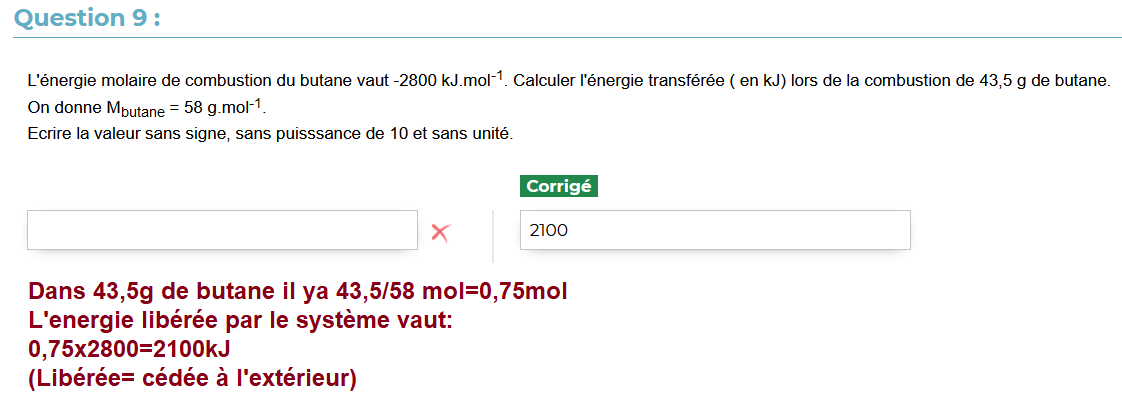 Question 9 :
L'énergie molaire de combustion du butane vaut -2800 kJ.mol-1. Calculer l'énergie transférée ( en kJ) lors de la combustion de 43,5 g de butane.
On donne Mbutane = 58 g.mol-1.
Ecrire la valeur sans signe, sans puisssance de 10 et sans unité.
Corrigé
2100
Dans 43,5g de butane il ya 43,5/58 mol=0,75mol
L'energie libérée par le système vaut:
0,75x2800=2100kJ
(Libérée= cédée à l'extérieur)